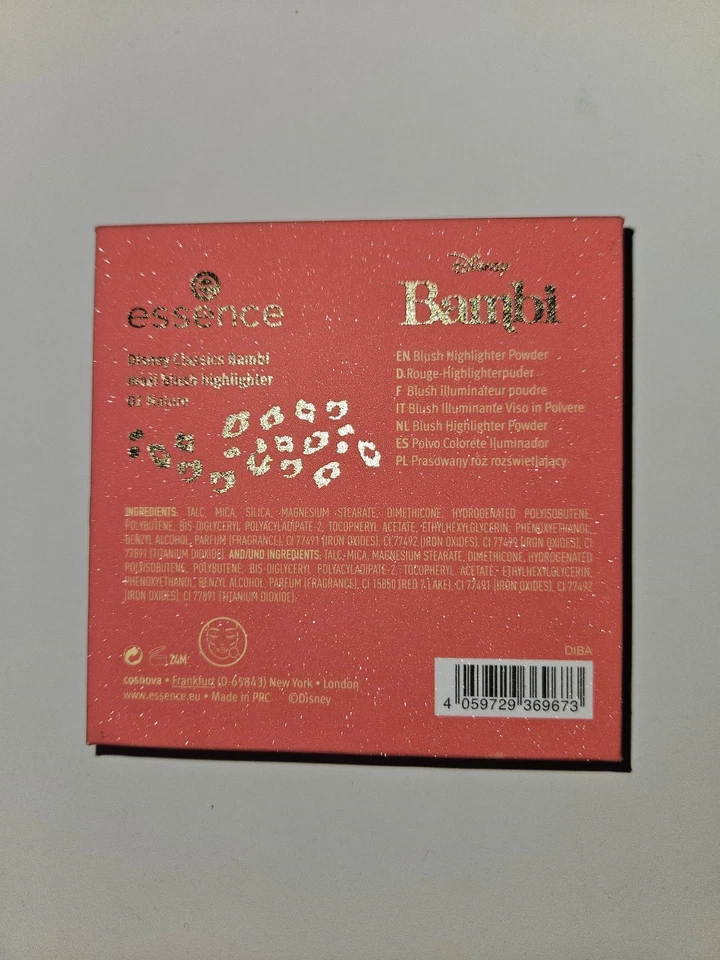 essence
Disney Classics Bambi
maxi blush highlighter
01 Nature
Disney
Bambi
EN Blush Highlighter Powder
D Rouge-Highlighterpuder
F Blush illuminateur poudre
IT Blush Illuminante Viso in Polvere
NL Blush Highlighter Powder
ES Polvo Colorete Iluminador
PL Prasowany róż rozświetlający
INGREDIENTS: TALC, MICA, SILICA, MAGNESIUM STEARATE, DIMETHICONE, HYDROGENATED POLYISOBUTENE,
POLYBUTENE, BIS-DIGLYCERYL POLYACYLADIPATE-2, TOCOPHERYL ACETATE, ETHYLHEXYLGLYCERIN, PHENOXYETHANOL,
BENZYL ALCOHOL, PARFUM (FRAGRANCE), CI 77491 (IRON OXIDES), CI 77492 (IRON OXIDES), CI 77499 (IRON OXIDES), CI
77891 (TITANIUM DIOXIDE). AND/UND INGREDIENTS: TALC, MICA, MAGNESIUM STEARATE, DIMETHICONE, HYDROGENATED
POLYISOBUTENE, POLYBUTENE, BIS-DIGLYCERYL POLYACYLADIPATE-2, TOCOPHERYL ACETATE, ETHYLHEXYLGLYCERIN,
PHENOXYETHANOL, BENZYL ALCOHOL, PARFUM (FRAGRANCE), CI 15850 (RED 7 LAKE), CI 77491 (IRON OXIDES), CI 77492
(IRON OXIDES), CI 77891 (TITANIUM DIOXIDE).
24M
cosnova • Frankfurt (D-65843) New York • London
www.essence.eu • Made in PRC ©Disney
DIBA
4 059729 369673